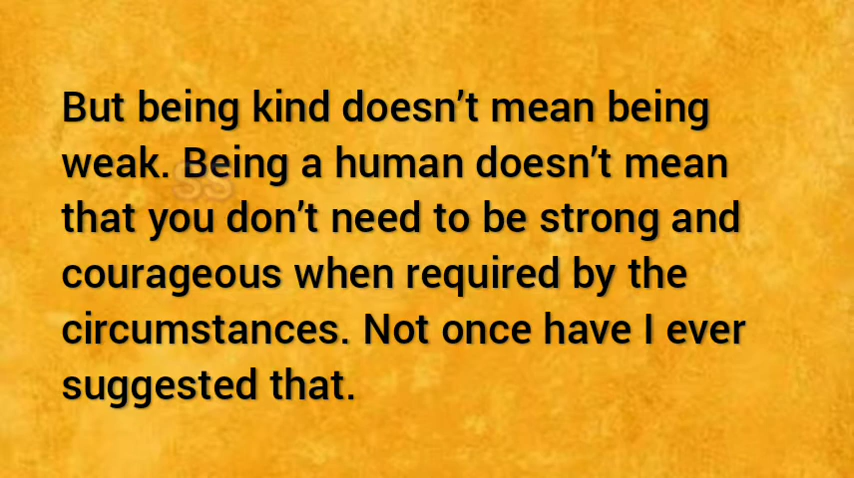 But being kind doesn’t mean being
weak. Being a human doesn’t mean
that you don’t need to be strong and
courageous when required by the
circumstances. Not once have I ever
suggested that.